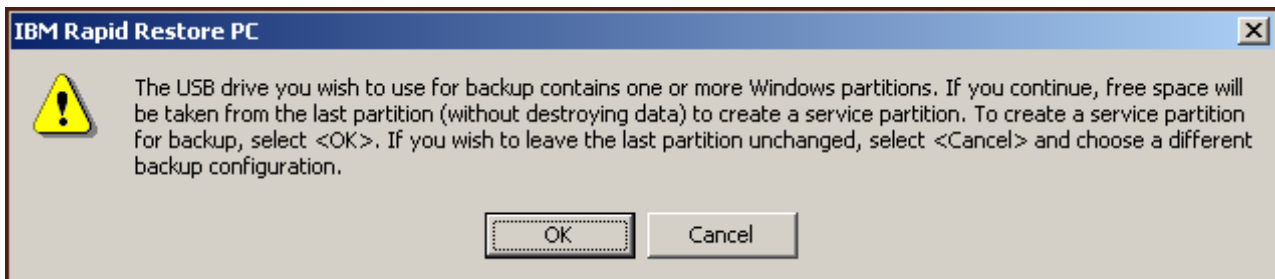 IBM Rapid Restore PC
The USB drive you wish to use for backup contains one or more Windows partitions. If you continue, free space will
be taken from the last partition (without destroying data) to create a service partition. To create a service partition
for backup, select <OK>. If you wish to leave the last partition unchanged, select <Cancel> and choose a different
backup configuration.
OK
Cancel